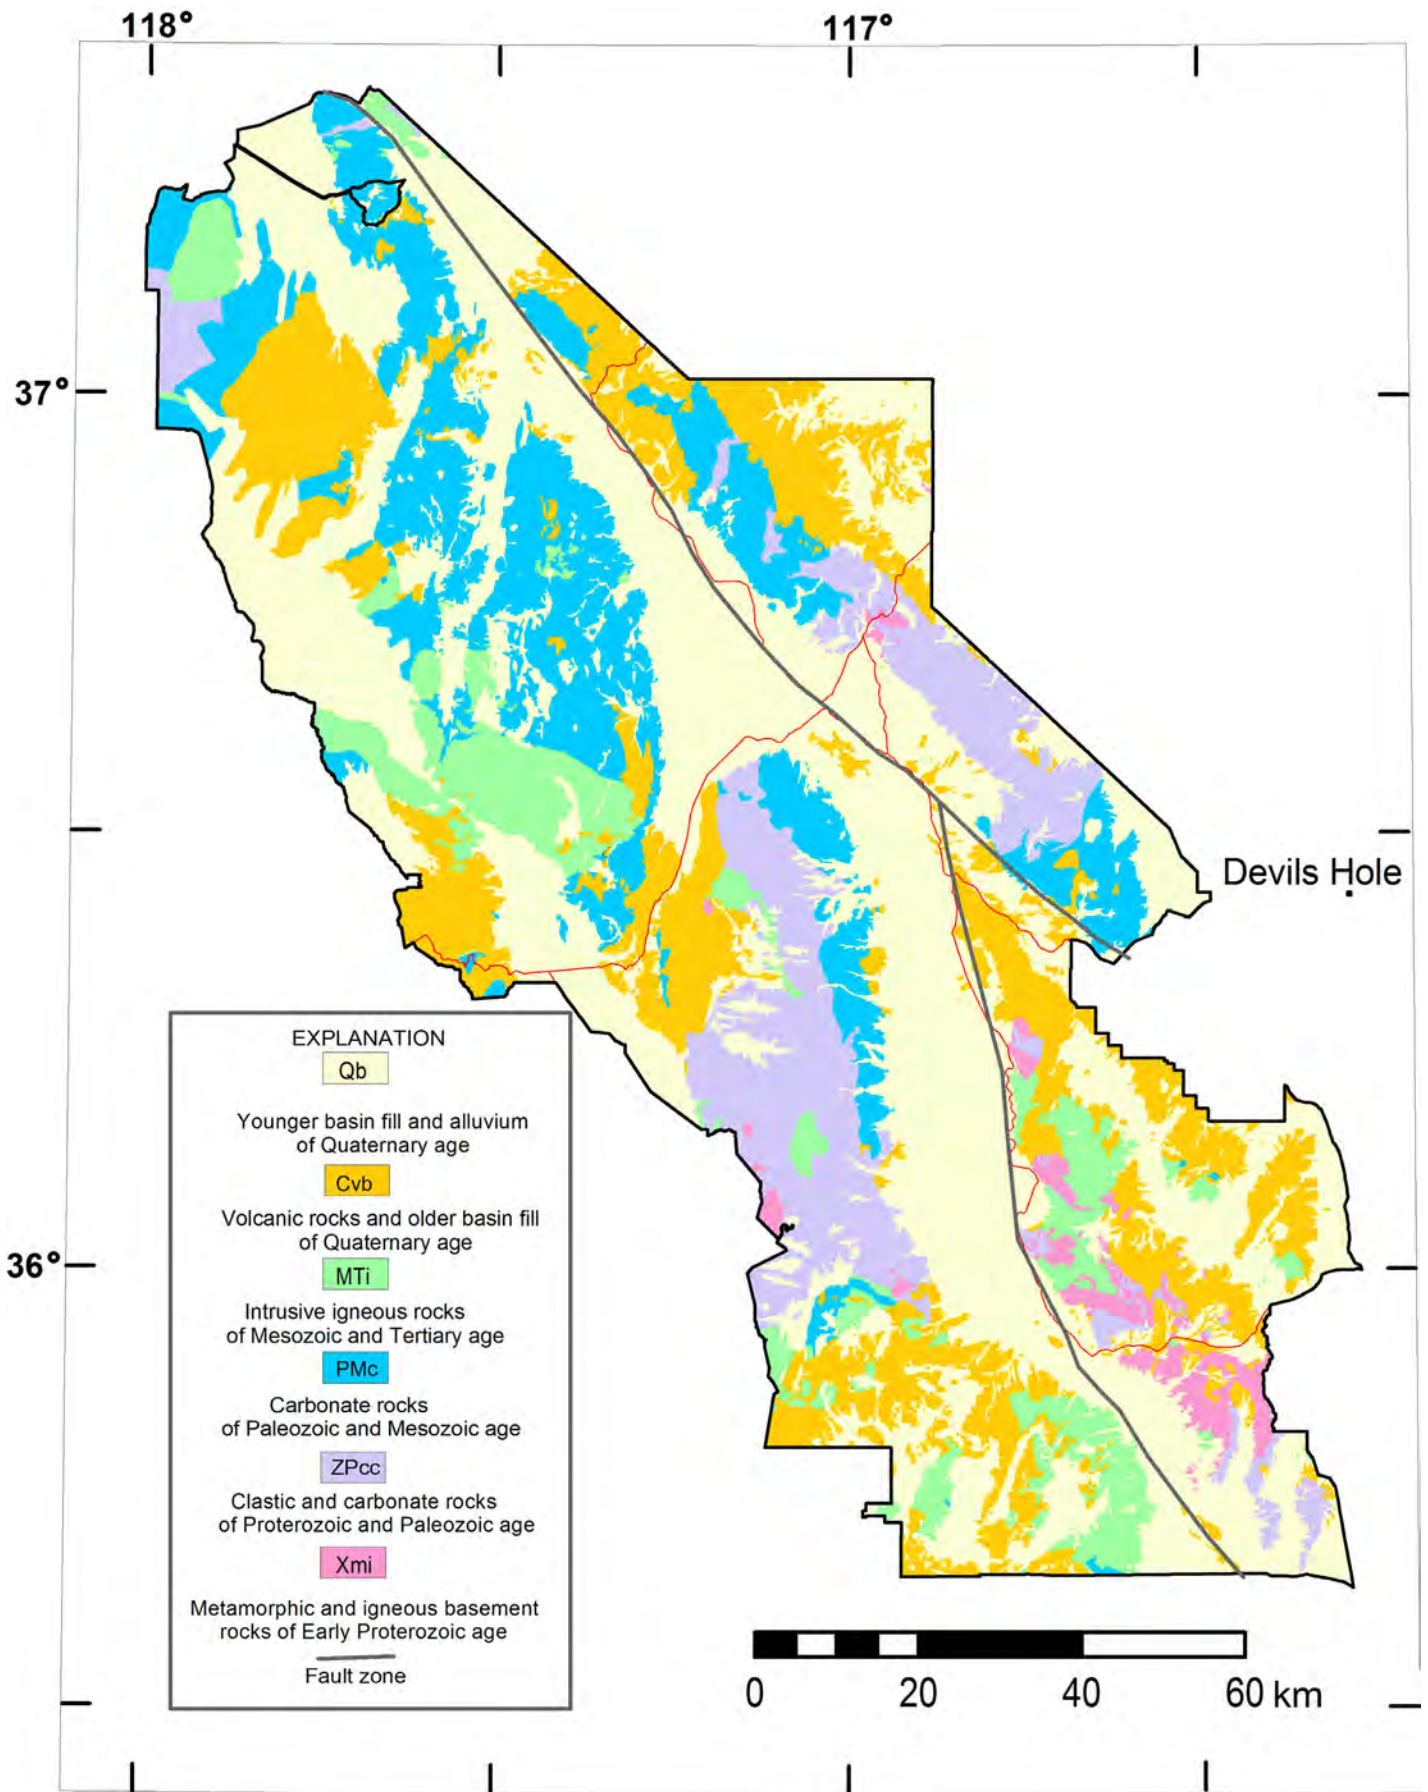 118°
117°
37°
Devils Hole
36°
EXPLANATION
Qb
Younger basin fill and alluvium
of Quaternary age
Cvb
Volcanic rocks and older basin fill
of Quaternary age
MTi
Intrusive igneous rocks
of Mesozoic and Tertiary age
PMc
Carbonate rocks
of Paleozoic and Mesozoic age
ZPcc
Clastic and carbonate rocks
of Proterozoic and Paleozoic age
Xmi
Metamorphic and igneous basement
rocks of Early Proterozoic age
Fault zone
0 20 40 60 km